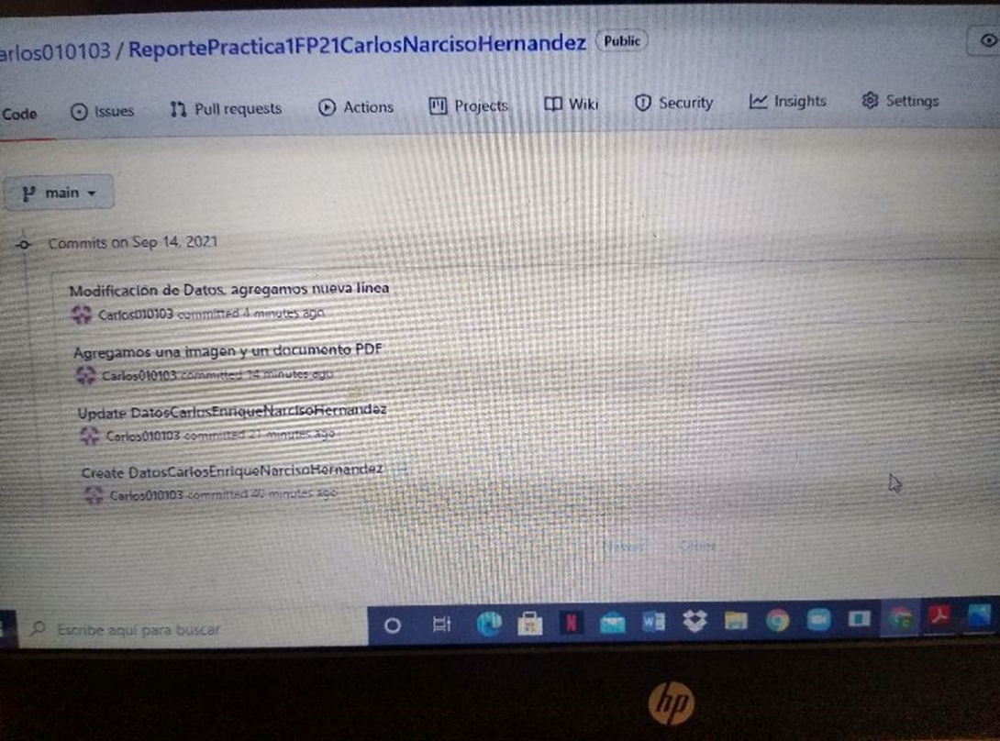 arlos010103 / ReportePractica1FP21CarlosNarcisoHernandez Public
Code Issues Pull requests Actions Projects Wiki Security Insights Settings
main
Commits on Sep 14, 2021
Modificación de Datos, agregamos nueva línea
Carlos010103 committed 4 minutes ago
Agregamos una imagen y un documento PDF
Carlos010103 committed 14 minutes ago
Update DatosCarlosEnriqueNarcisoHernandez
Carlos010103 committed 21 minutes ago
Create DatosCarlosEnriqueNarcisoHernandez
Carlos010103 committed 40 minutes ago
Newer Older
Escribe aquí para buscar
N W
hp